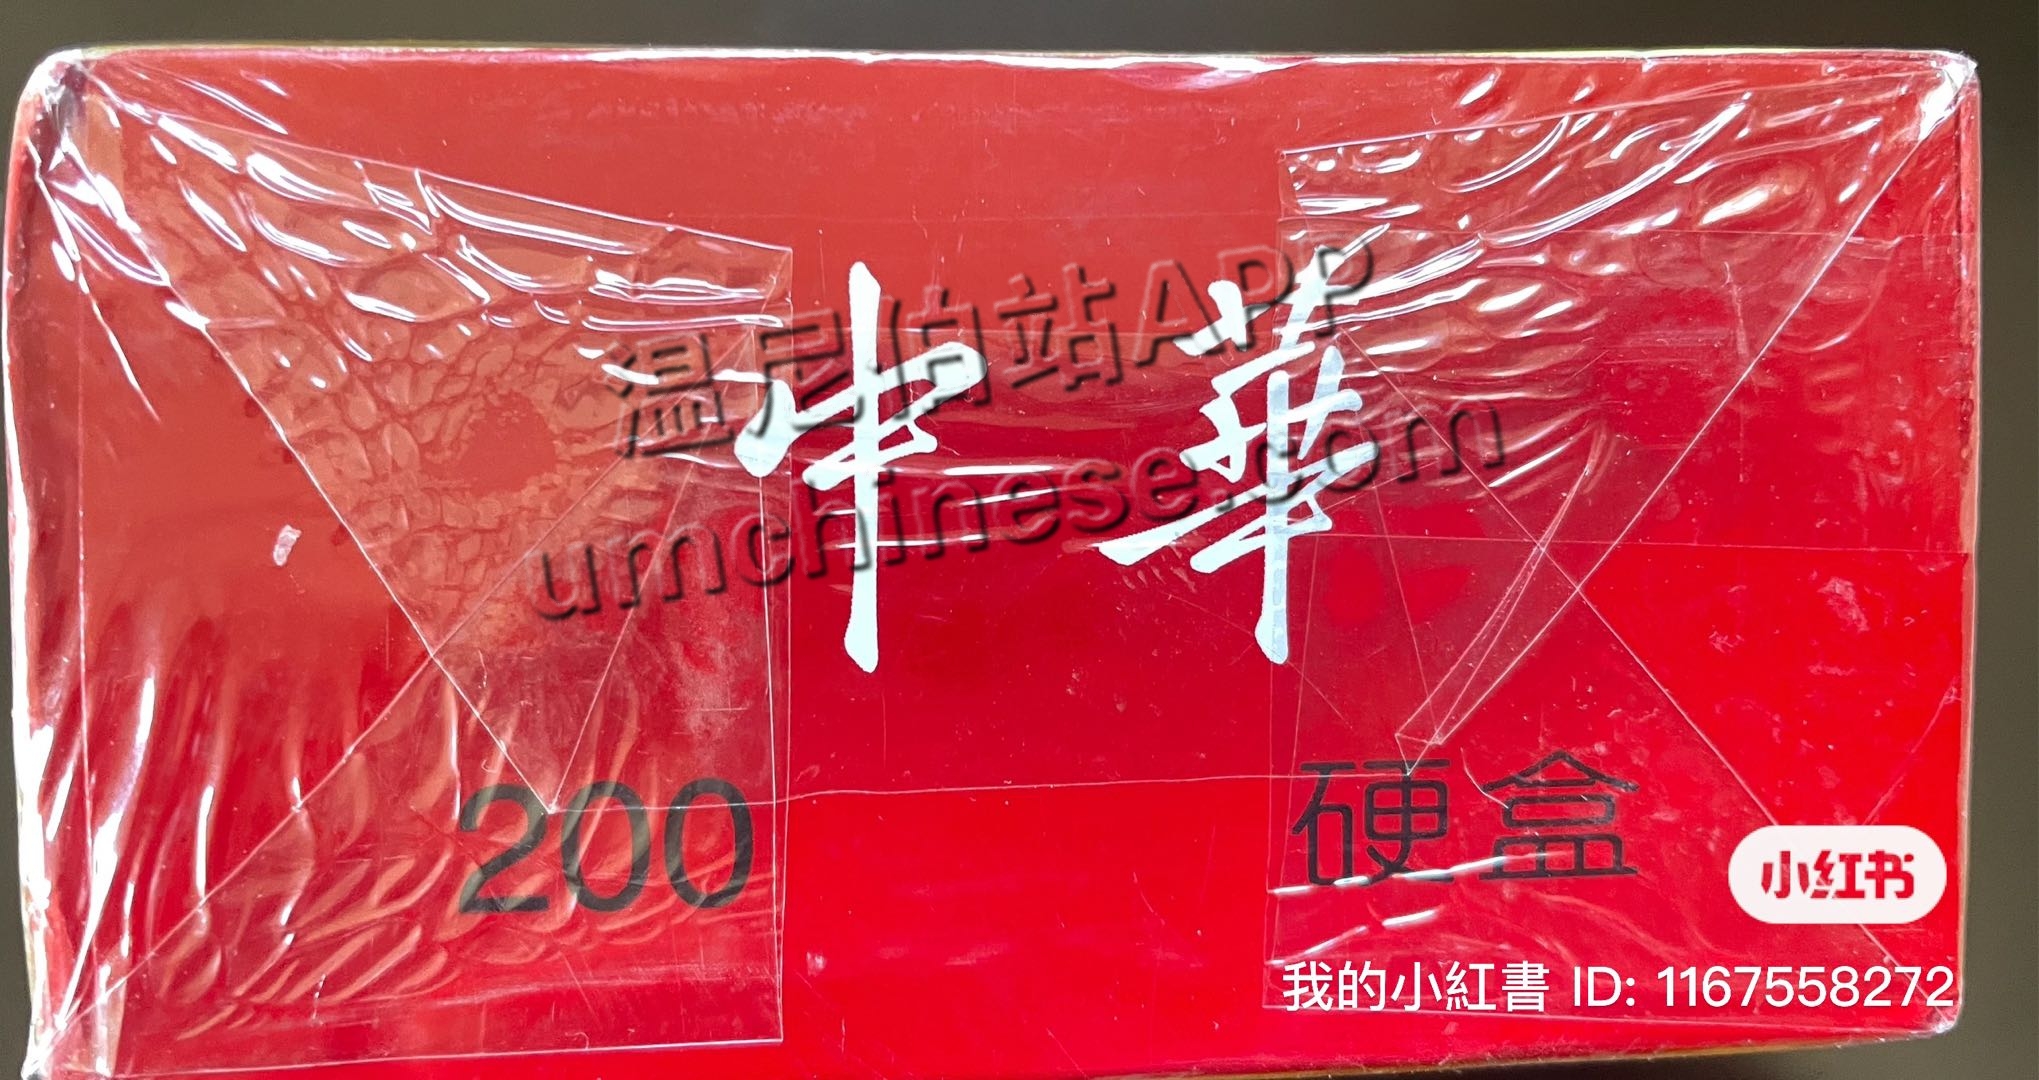 中華
温尼伯站APP
umchinese.com
200 硬盒
小红书
我的小紅書 ID: 1167558272